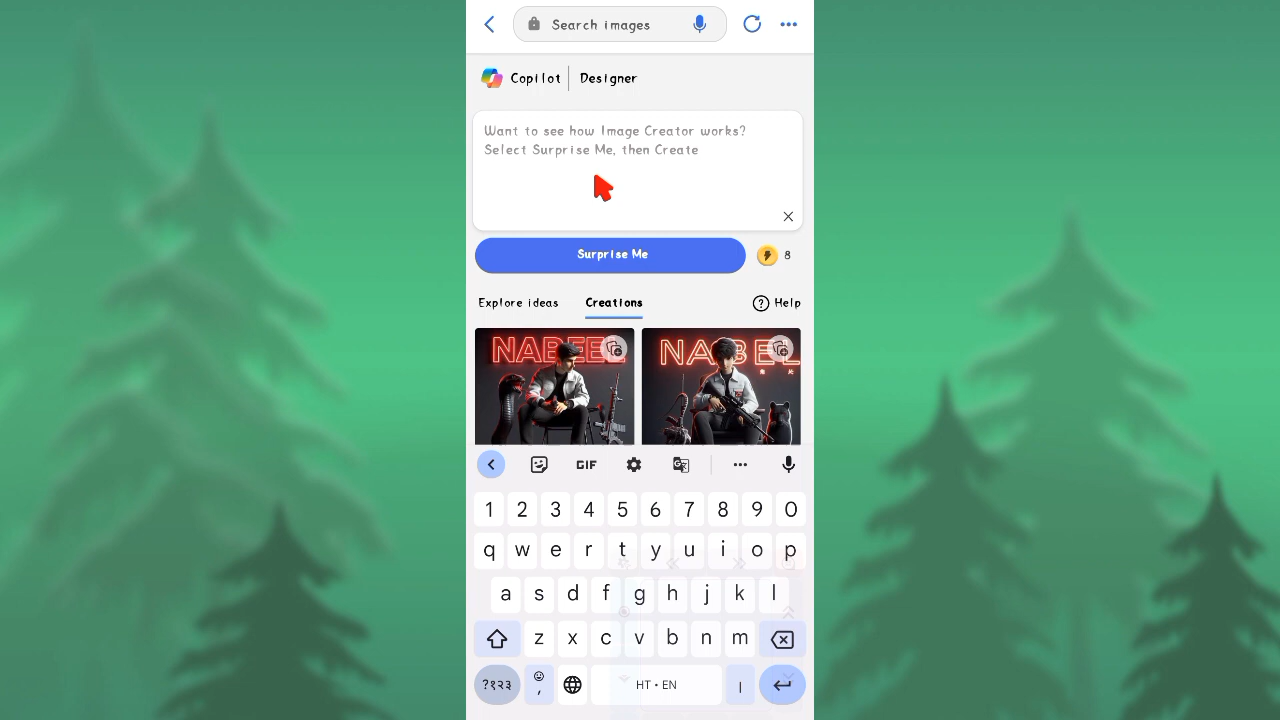 Search images
Copilot | Designer
Want to see how Image Creator works?
Select Surprise Me, then Create
Surprise Me 8
Explore ideas Creations Help
NABEEL NABEEL
GIF
1 2 3 4 5 6 7 8 9 0
q w e r t y u i o p
a s d f g h j k l
z x c v b n m
?१२३ , HT • EN ।